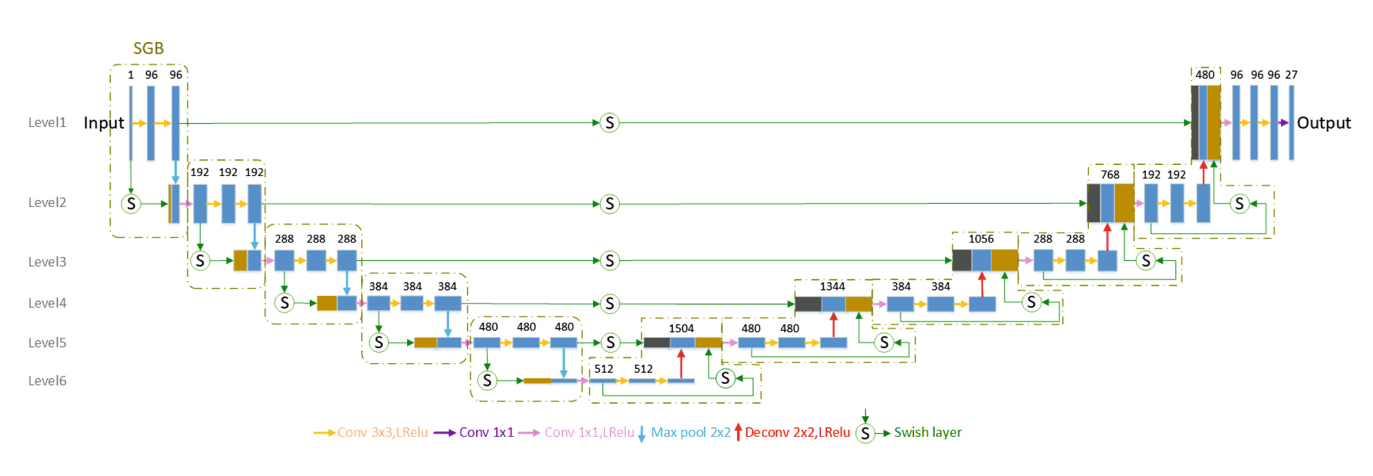 SGB
1 96 96 480 96 96 96 27
Level1 Input S Output
192 192 192 768 192 192
Level2 S S S
288 288 288 1056 288 288
Level3 S S S
384 384 384 1344 384 384
Level4 S S S
480 480 480 1504 480 480
Level5 S S S
512 512
Level6 S S
Conv 3x3,LRelu Conv 1x1 Conv 1x1,LRelu Max pool 2x2 Deconv 2x2,LRelu S Swish layer